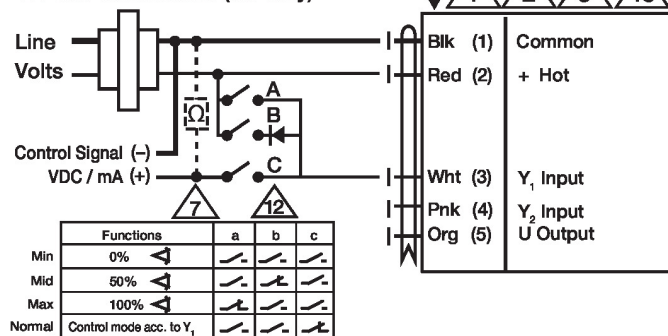 Line
Volts
Blk (1) Common
Red (2) + Hot
A
B
Ω
C
Control Signal (–)
VDC / mA (+)
Wht (3) Y1 Input
Pnk (4) Y2 Input
Org (5) U Output
7
12
Functions a b c
Min 0%
Mid 50%
Max 100%
Normal Control mode acc. to Y1